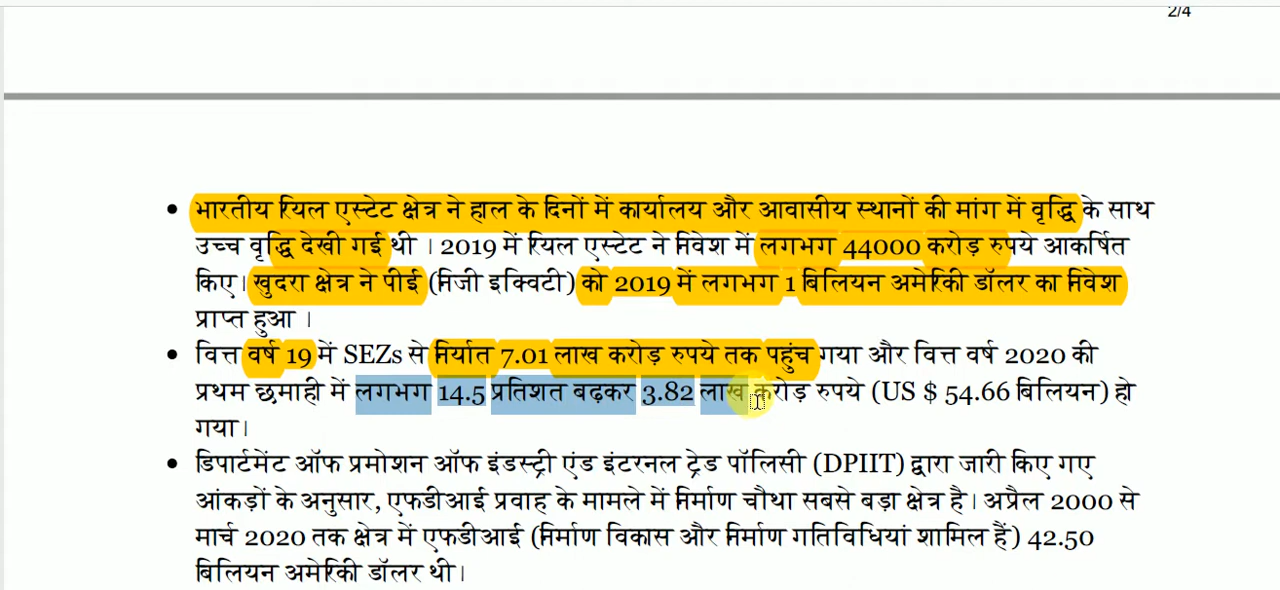 2/4
• भारतीय रियल एस्टेट क्षेत्र ने हाल के दिनों में कार्यालय और आवासीय स्थानों की मांग में वृद्धि के साथ
उच्च वृद्धि देखी गई थी । 2019 में रियल एस्टेट ने निवेश में लगभग 44000 करोड़ रुपये आकर्षित
किए। खुदरा क्षेत्र ने पीई (निजी इक्विटी) को 2019 में लगभग 1 बिलियन अमेरिकी डॉलर का निवेश
प्राप्त हुआ ।
• वित्त वर्ष 19 में SEZs से निर्यात 7.01 लाख करोड़ रुपये तक पहुंच गया और वित्त वर्ष 2020 की
प्रथम छमाही में लगभग 14.5 प्रतिशत बढ़कर 3.82 लाख करोड़ रुपये (US $ 54.66 बिलियन) हो
गया।
• डिपार्टमेंट ऑफ प्रमोशन ऑफ इंडस्ट्री एंड इंटरनल ट्रेड पॉलिसी (DPIIT) द्वारा जारी किए गए
आंकड़ों के अनुसार, एफडीआई प्रवाह के मामले में निर्माण चौथा सबसे बड़ा क्षेत्र है। अप्रैल 2000 से
मार्च 2020 तक क्षेत्र में एफडीआई (निर्माण विकास और निर्माण गतिविधियां शामिल हैं) 42.50
बिलियन अमेरिकी डॉलर थी।